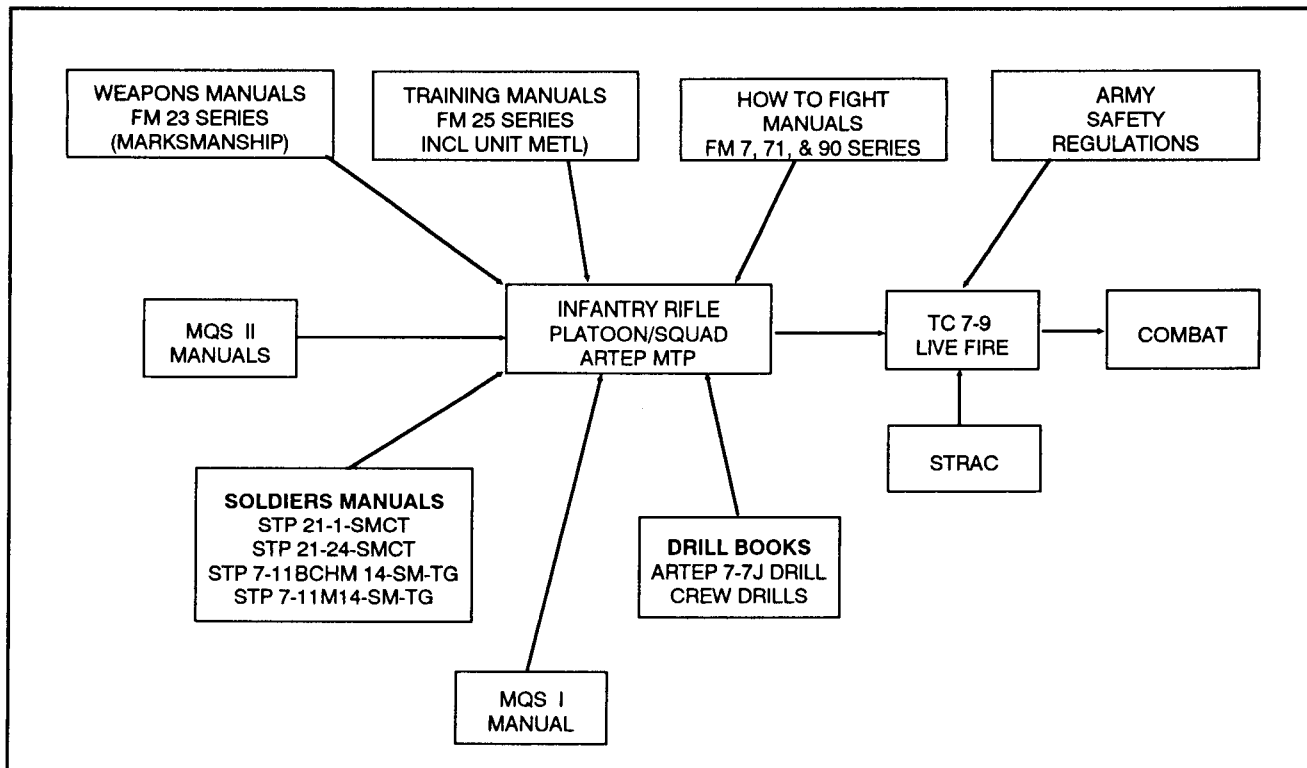 WEAPONS MANUALS
FM 23 SERIES
(MARKSMANSHIP)
TRAINING MANUALS
FM 25 SERIES
INCL UNIT METL)
HOW TO FIGHT
MANUALS
FM 7, 71, & 90 SERIES
ARMY
SAFETY
REGULATIONS
MQS II
MANUALS
INFANTRY RIFLE
PLATOON/SQUAD
ARTEP MTP
TC 7-9
LIVE FIRE
COMBAT
STRAC
SOLDIERS MANUALS
STP 21-1-SMCT
STP 21-24-SMCT
STP 7-11BCHM 14-SM-TG
STP 7-11M14-SM-TG
DRILL BOOKS
ARTEP 7-7J DRILL
CREW DRILLS
MQS I
MANUAL